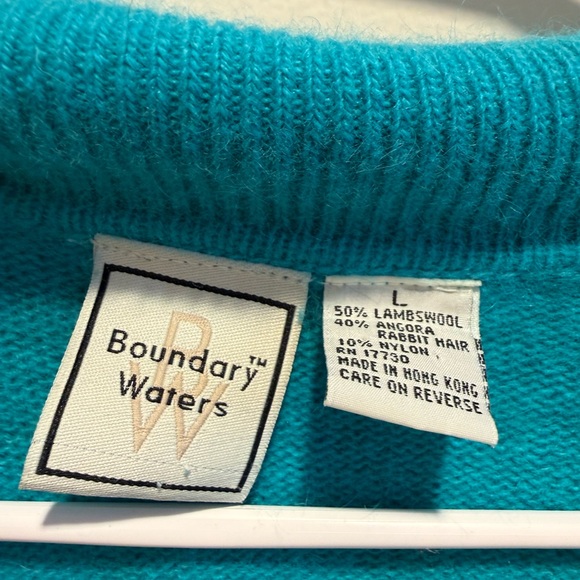 BW
Boundary™
Waters
L
50% LAMBSWOOL
40% ANGORA
RABBIT HAIR
10% NYLON
RN 17730
MADE IN HONG KONG
CARE ON REVERSE